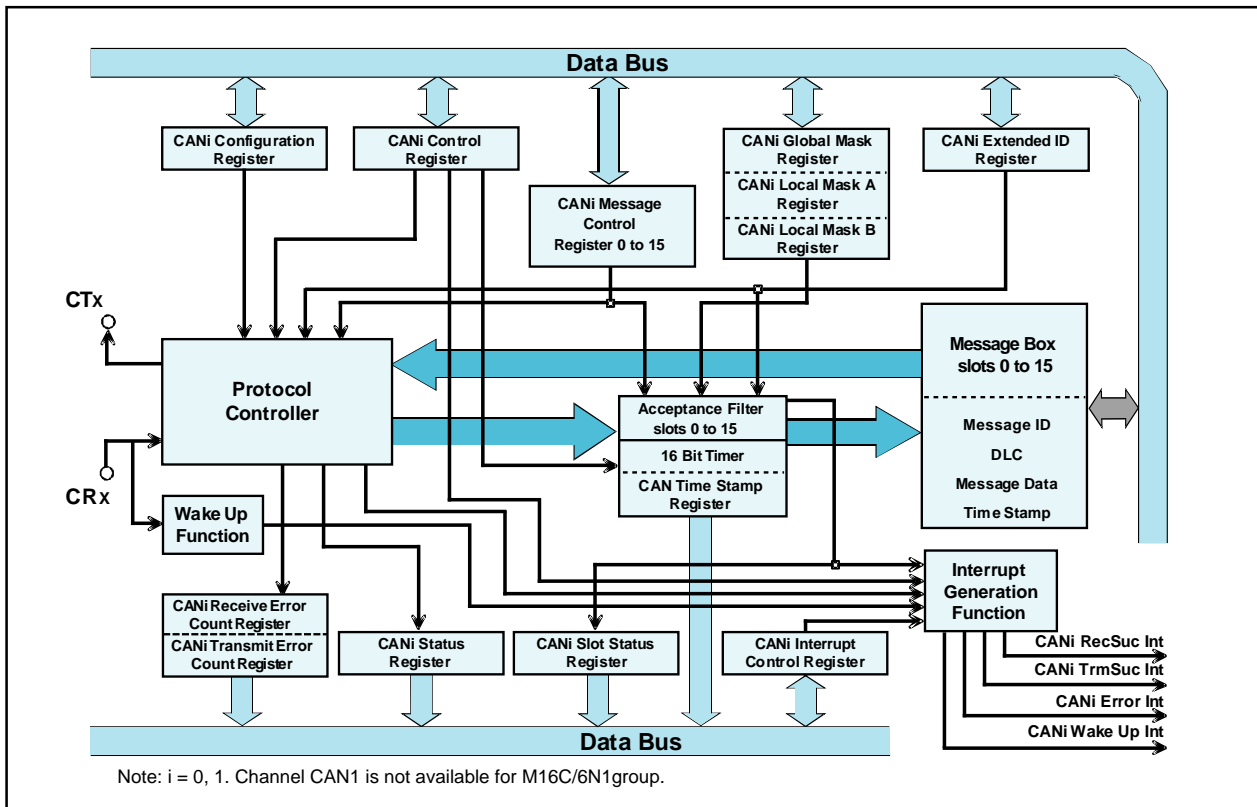 Data Bus
CANi Configuration
Register
CANi Control
Register
CANi Global Mask
Register
CANi Local Mask A
Register
CANi Local Mask B
Register
CANi Extended ID
Register
CANi Message
Control
Register 0 to 15
CTx
Protocol
Controller
Message Box
slots 0 to 15
Message ID
DLC
Message Data
Time Stamp
Acceptance Filter
slots 0 to 15
16 Bit Timer
CAN Time Stamp
Register
CRx
Wake Up
Function
Interrupt
Generation
Function
CANi Receive Error
Count Register
CANi Transmit Error
Count Register
CANi Status
Register
CANi Slot Status
Register
CANi Interrupt
Control Register
CANi RecSuc Int
CANi TrmSuc Int
CANi Error Int
CANi Wake Up Int
Data Bus
Note: i = 0, 1. Channel CAN1 is not available for M16C/6N1group.